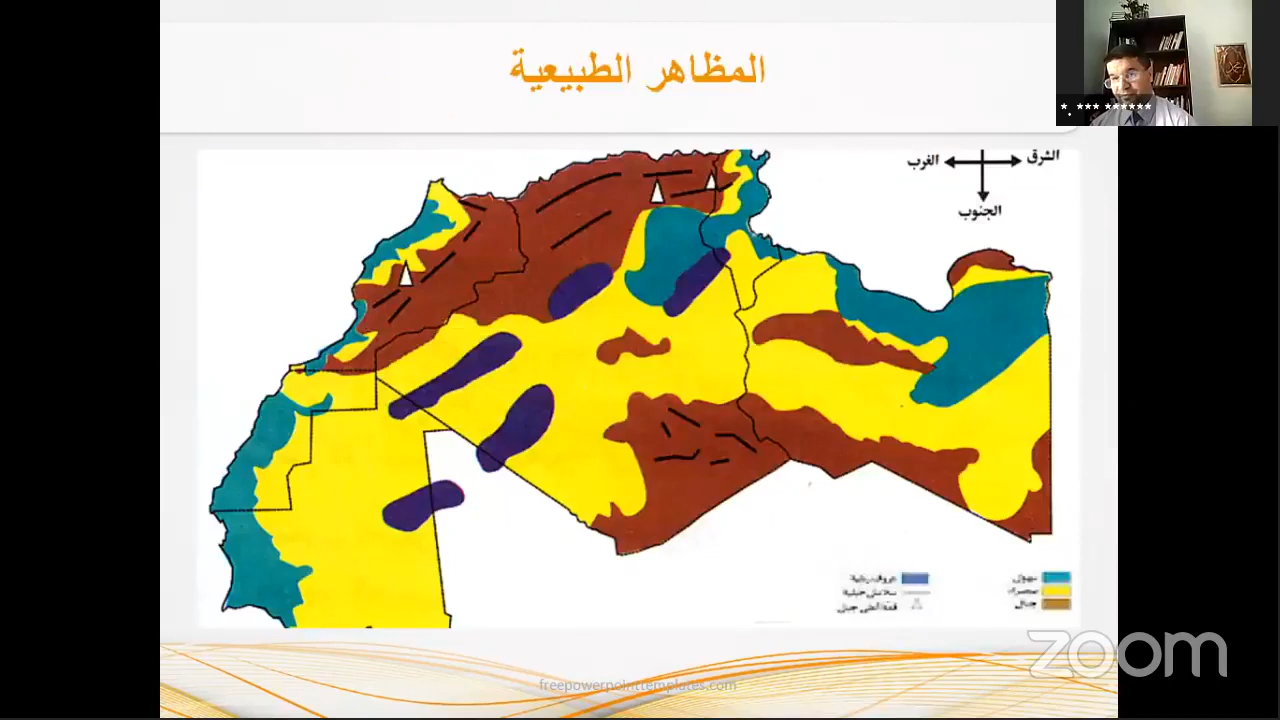 المظاهر الطبيعية
الشرق
الغرب
الجنوب
سهول
صحراء
جبال
عروق رملية
سلاسل جبلية
قمة أعلى جبل
*. *** ******
freepowerpointtemplates.com
zoom